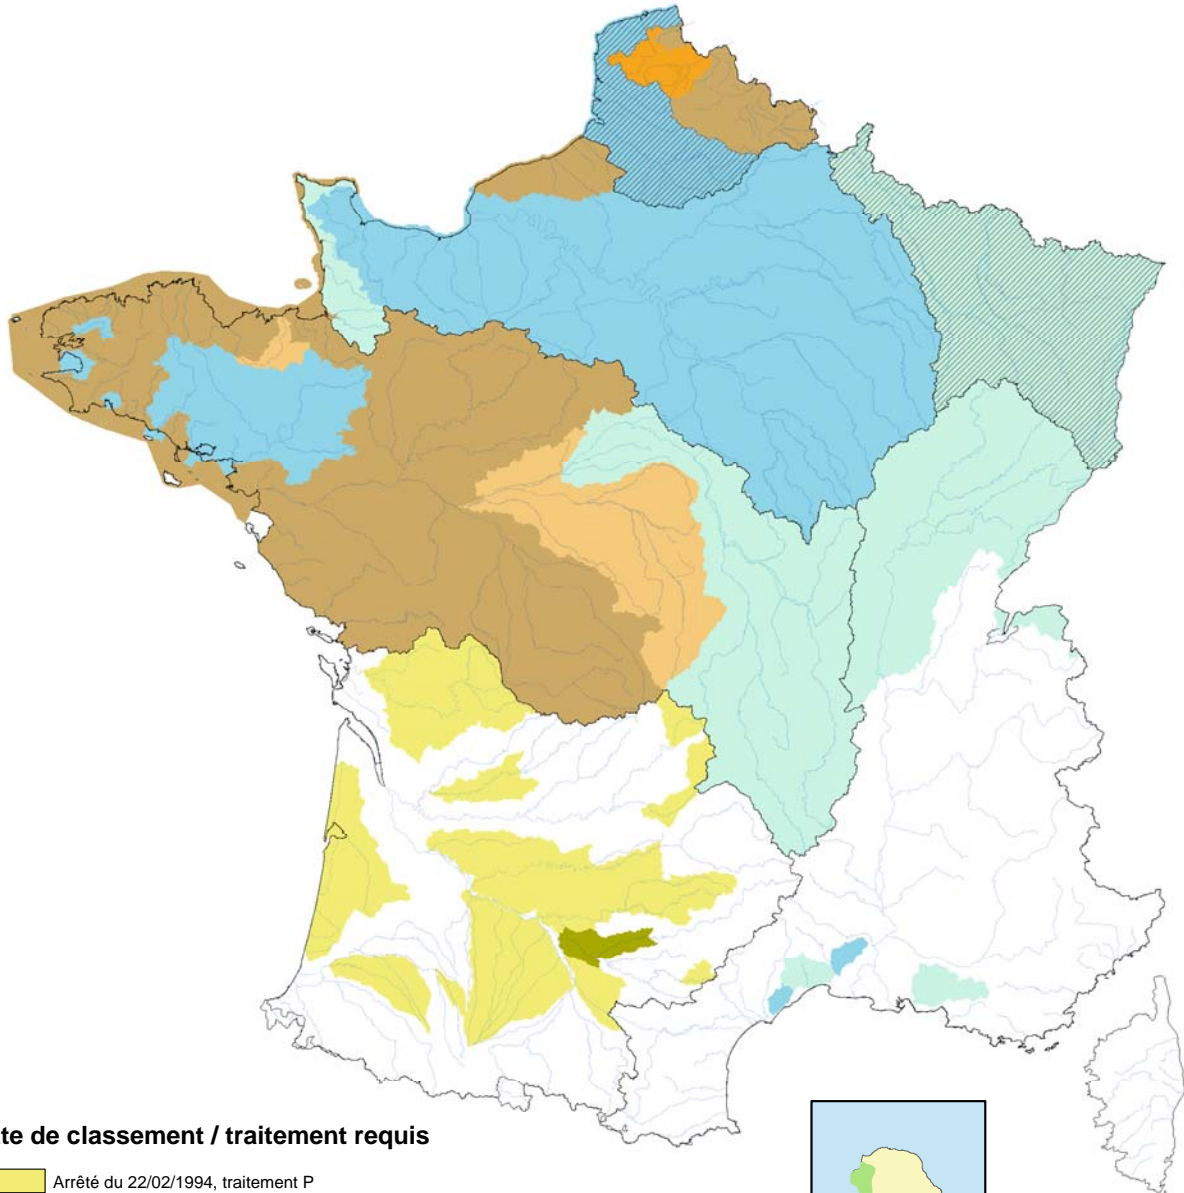 te de classement / traitement requis
Arrêté du 22/02/1994, traitement P